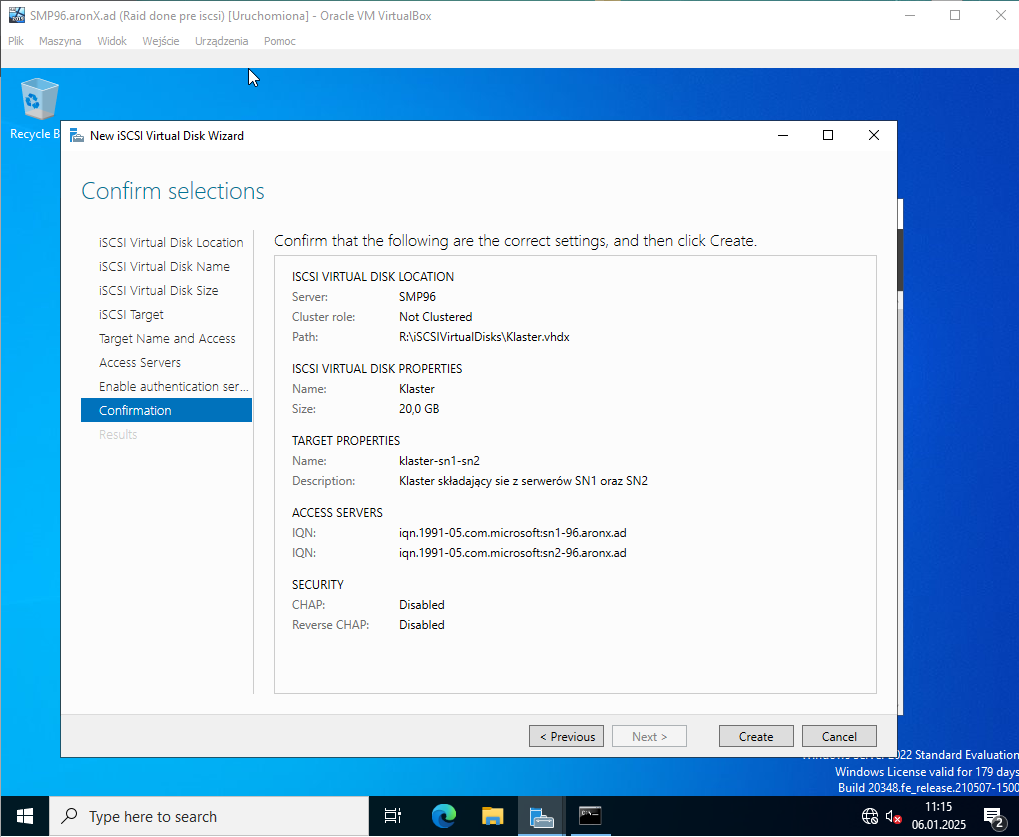 SMP96.aronX.ad (Raid done pre iscsi) [Uruchomiona] - Oracle VM VirtualBox
Plik Maszyna Widok Wejście Urządzenia Pomoc
Recycle B
New iSCSI Virtual Disk Wizard
Confirm selections
iSCSI Virtual Disk Location
iSCSI Virtual Disk Name
iSCSI Virtual Disk Size
iSCSI Target
Target Name and Access
Access Servers
Enable authentication ser...
Confirmation
Results
Confirm that the following are the correct settings, and then click Create.
ISCSI VIRTUAL DISK LOCATION
Server: SMP96
Cluster role: Not Clustered
Path: R:\iSCSIVirtualDisks\Klaster.vhdx
ISCSI VIRTUAL DISK PROPERTIES
Name: Klaster
Size: 20,0 GB
TARGET PROPERTIES
Name: klaster-sn1-sn2
Description: Klaster składający sie z serwerów SN1 oraz SN2
ACCESS SERVERS
IQN: iqn.1991-05.com.microsoft:sn1-96.aronx.ad
IQN: iqn.1991-05.com.microsoft:sn2-96.aronx.ad
SECURITY
CHAP: Disabled
Reverse CHAP: Disabled
< Previous Next > Create Cancel
Windows Server 2022 Standard Evaluation
Windows License valid for 179 days
Build 20348.fe_release.210507-1500
Type here to search
11:15
06.01.2025
2